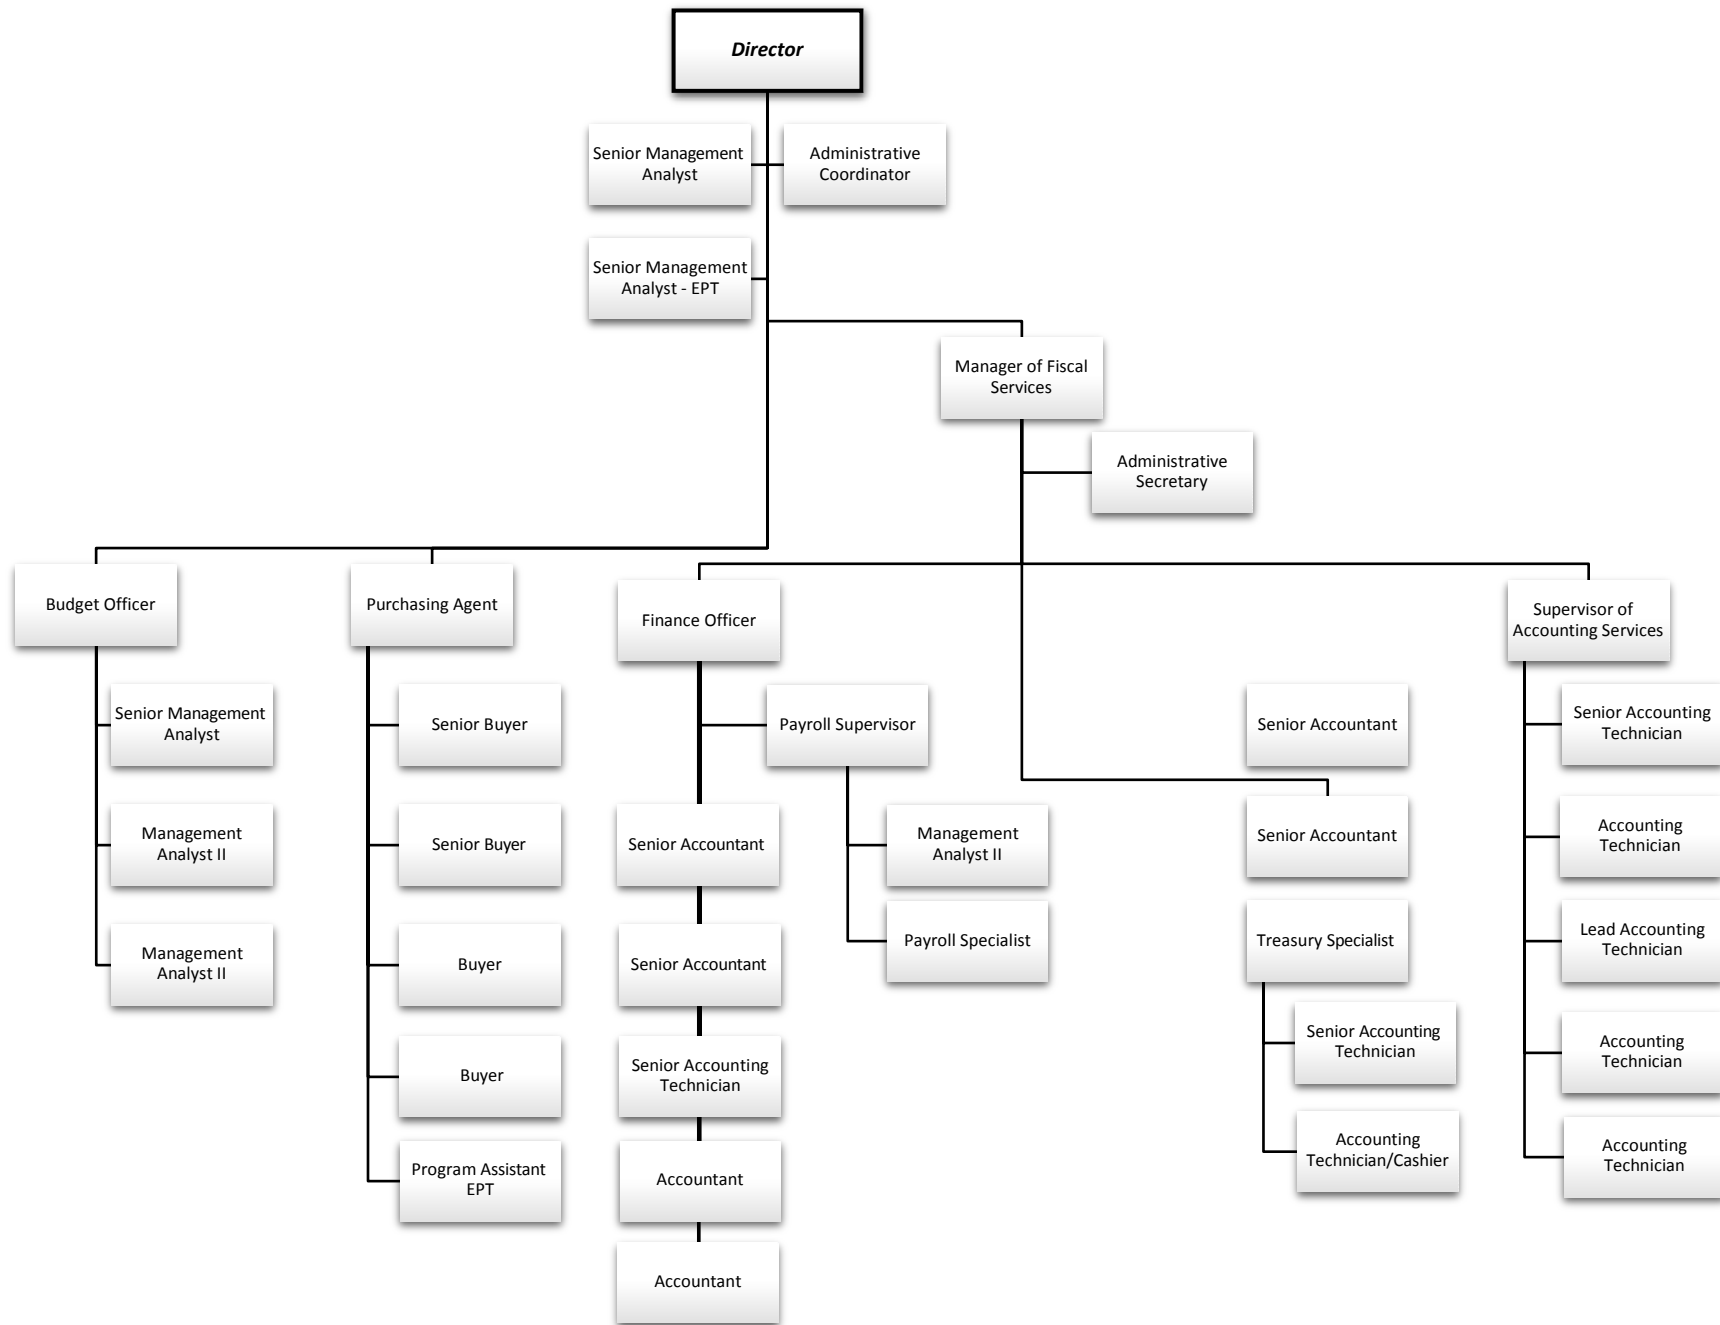 Director
Senior Management
Analyst
Administrative
Coordinator
Senior Management
Analyst - EPT
Manager of Fiscal
Services
Administrative
Secretary
Budget Officer
Purchasing Agent
Finance Officer
Supervisor of
Accounting Services
Senior Management
Analyst
Management
Analyst II
Management
Analyst II
Senior Buyer
Senior Buyer
Buyer
Buyer
Program Assistant
EPT
Payroll Supervisor
Management
Analyst II
Payroll Specialist
Senior Accountant
Senior Accountant
Senior Accounting
Technician
Accountant
Accountant
Senior Accountant
Senior Accountant
Treasury Specialist
Senior Accounting
Technician
Accounting
Technician/Cashier
Senior Accounting
Technician
Accounting
Technician
Lead Accounting
Technician
Accounting
Technician
Accounting
Technician